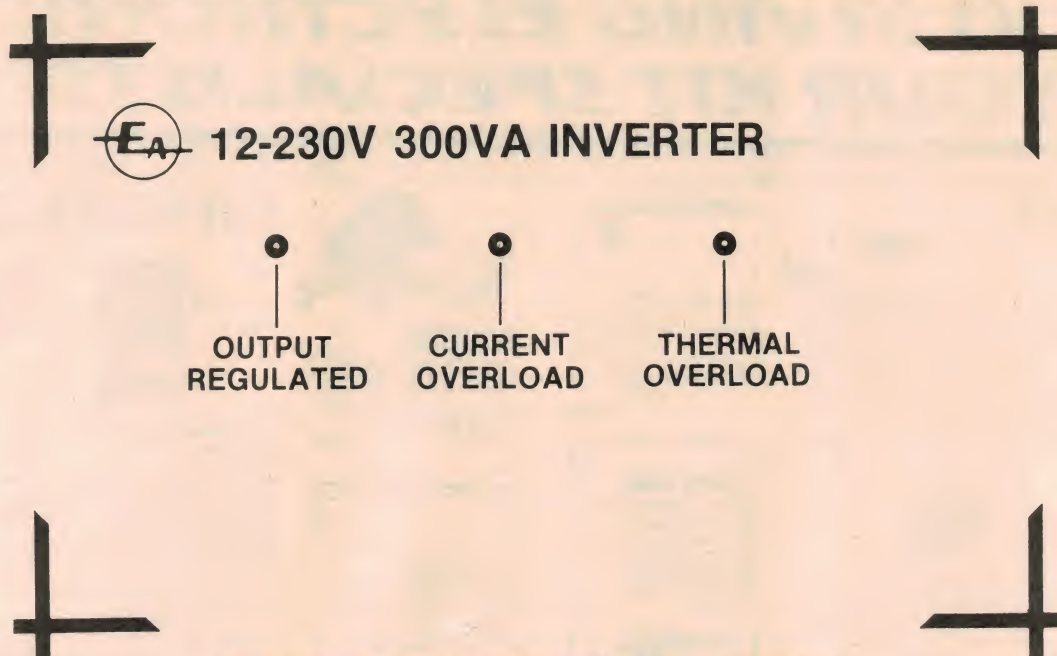 EA 12-230V 300VA INVERTER
OUTPUT
REGULATED
CURRENT
OVERLOAD
THERMAL
OVERLOAD